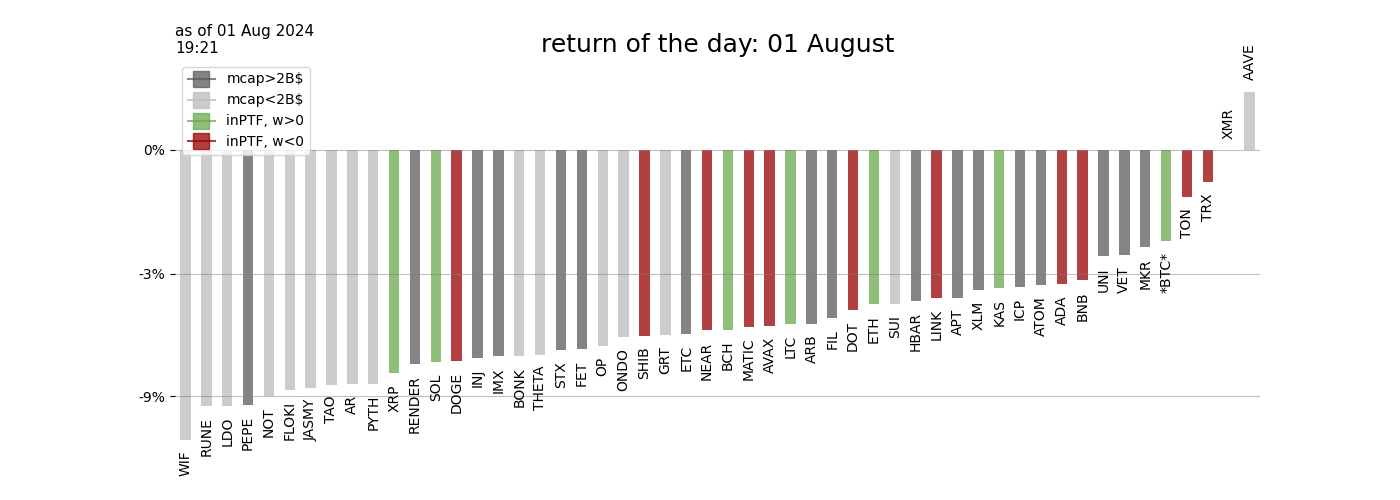 as of 01 Aug 2024
19:21
return of the day: 01 August
mcap>2B$
mcap<2B$
inPTF, w>0
inPTF, w<0
0%
-3%
-9%
WIF
RUNE
LDO
PEPE
NOT
FLOKI
JASMY
TAO
AR
PYTH
XRP
RENDER
SOL
DOGE
INJ
IMX
BONK
THETA
STX
FET
OP
ONDO
SHIB
GRT
ETC
NEAR
BCH
MATIC
AVAX
LTC
ARB
FIL
DOT
ETH
SUI
HBAR
LINK
APT
XLM
KAS
ICP
ATOM
ADA
BNB
UNI
VET
MKR
*BTC*
TON
TRX
XMR
AAVE